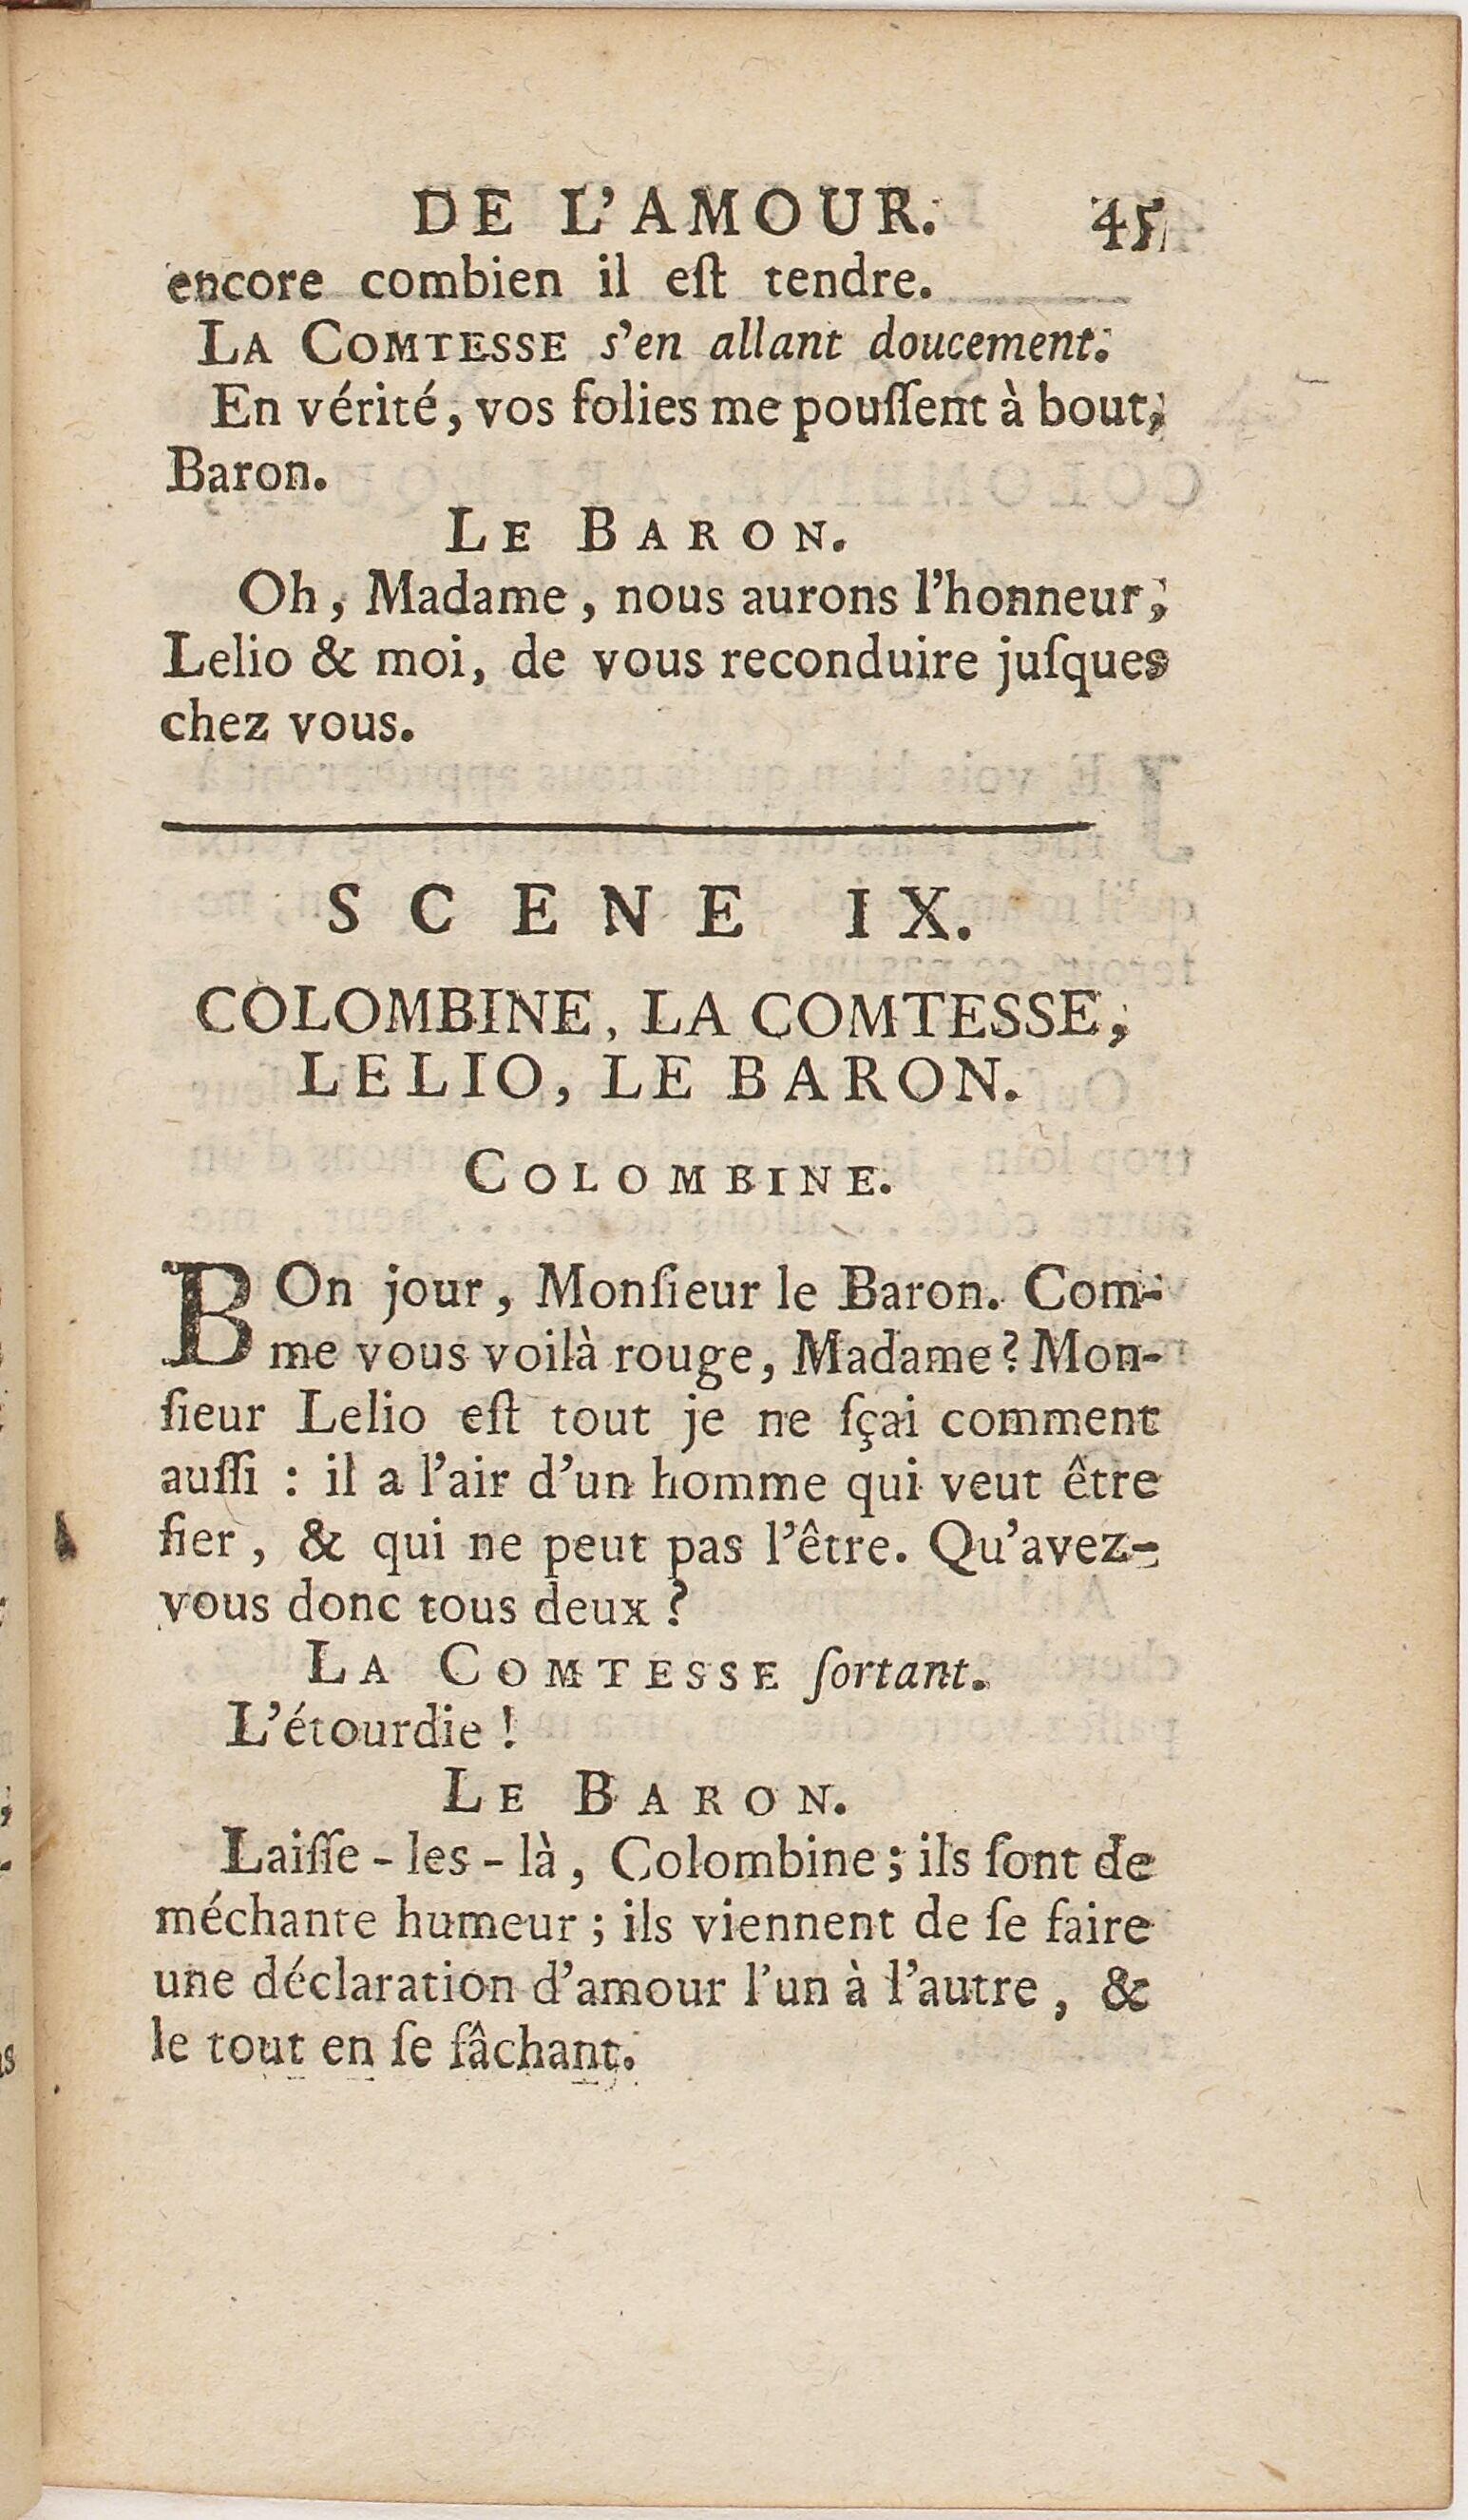 DE L'AMOUR. 45
encore combien il eſt tendre.
LA COMTESSE s'en allant doucement.
En vérité, vos folies me pouſſent à bout,
Baron.
LE BARON.
Oh, Madame, nous aurons l'honneur,
Lelio & moi, de vous reconduire juſques
chez vous.
SCENE IX.
COLOMBINE, LA COMTESSE,
LELIO, LE BARON.
COLOMBINE.
BOn jour, Monſieur le Baron. Com-
me vous voilà rouge, Madame? Mon-
ſieur Lelio eſt tout je ne ſçai comment
auſſi : il a l'air d'un homme qui veut être
fier, & qui ne peut pas l'être. Qu'avez-
vous donc tous deux ?
LA COMTESSE ſortant.
L'étourdie !
LE BARON.
Laiſſe-les-là, Colombine; ils ſont de
méchante humeur; ils viennent de ſe faire
une déclaration d'amour l'un à l'autre, &
le tout en ſe fâchant.